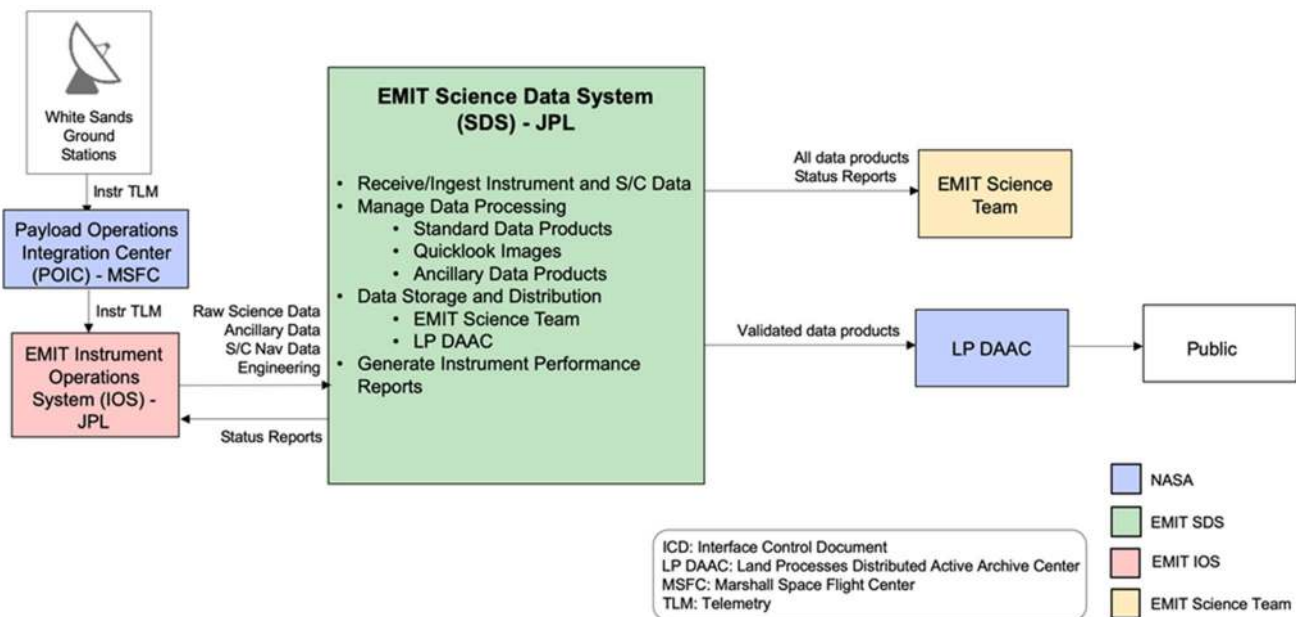 White Sands
Ground
Stations
Instr TLM
Payload Operations
Integration Center
(POIC) - MSFC
Instr TLM
EMIT Instrument
Operations
System (IOS) -
JPL
Raw Science Data
Ancillary Data
S/C Nav Data
Engineering
Status Reports
EMIT Science Data System
(SDS) - JPL
• Receive/Ingest Instrument and S/C Data
• Manage Data Processing
• Standard Data Products
• Quicklook Images
• Ancillary Data Products
• Data Storage and Distribution
• EMIT Science Team
• LP DAAC
• Generate Instrument Performance
Reports
All data products
Status Reports
EMIT Science
Team
Validated data products
LP DAAC
Public
ICD: Interface Control Document
LP DAAC: Land Processes Distributed Active Archive Center
MSFC: Marshall Space Flight Center
TLM: Telemetry
NASA
EMIT SDS
EMIT IOS
EMIT Science Team